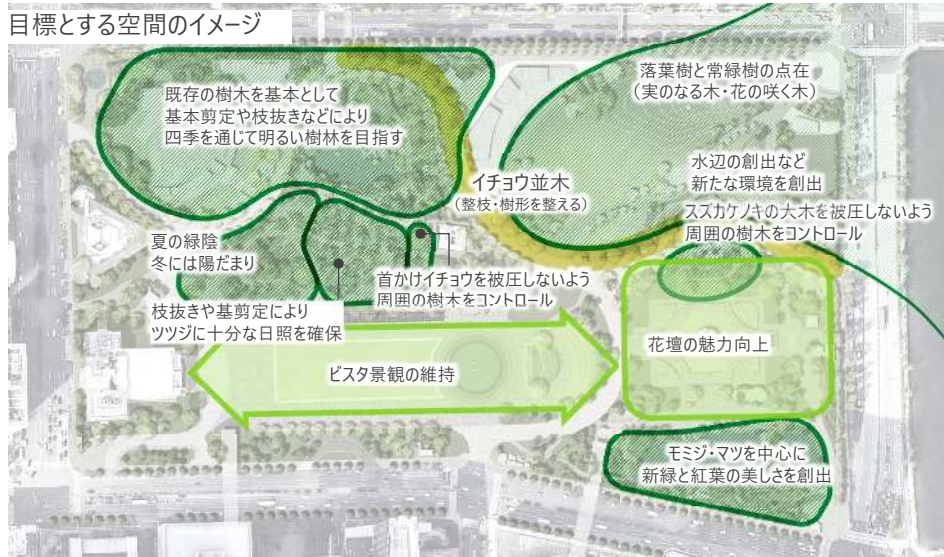 目標とする空間のイメージ
既存の樹木を基本として
基本剪定や枝抜きなどにより
四季を通じて明るい樹林を目指す
落葉樹と常緑樹の点在
（実のなる木・花の咲く木）
イチョウ並木
（整枝・樹形を整える）
水辺の創出など
新たな環境を創出
スズカケノキの大木を被圧しないよう
周囲の樹木をコントロール
夏の緑陰
冬には陽だまり
首かけイチョウを被圧しないよう
周囲の樹木をコントロール
枝抜きや基剪定により
ツツジに十分な日照を確保
ビスタ景観の維持
花壇の魅力向上
モミジ・マツを中心に
新緑と紅葉の美しさを創出